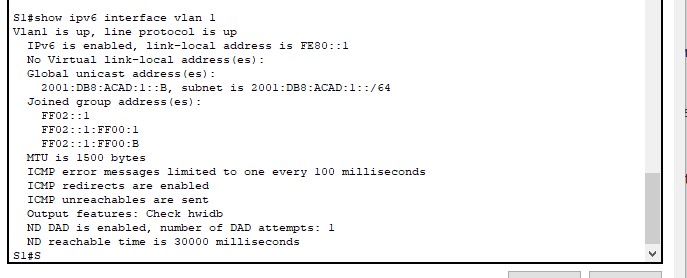 S1#show ipv6 interface vlan 1
Vlan1 is up, line protocol is up
IPv6 is enabled, link-local address is FE80::1
No Virtual link-local address(es):
Global unicast address(es):
2001:DB8:ACAD:1::B, subnet is 2001:DB8:ACAD:1::/64
Joined group address(es):
FF02::1
FF02::1:FF00:1
FF02::1:FF00:B
MTU is 1500 bytes
ICMP error messages limited to one every 100 milliseconds
ICMP redirects are enabled
ICMP unreachables are sent
Output features: Check hwidb
ND DAD is enabled, number of DAD attempts: 1
ND reachable time is 30000 milliseconds
S1#S